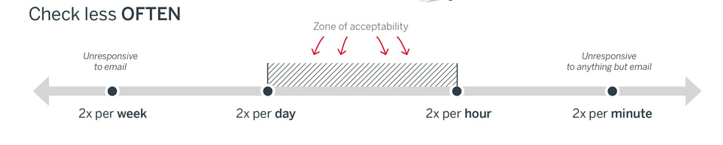 Check less OFTEN
Zone of acceptability
Unresponsive
to email
Unresponsive
to anything but email
2x per week
2x per day
2x per hour
2x per minute